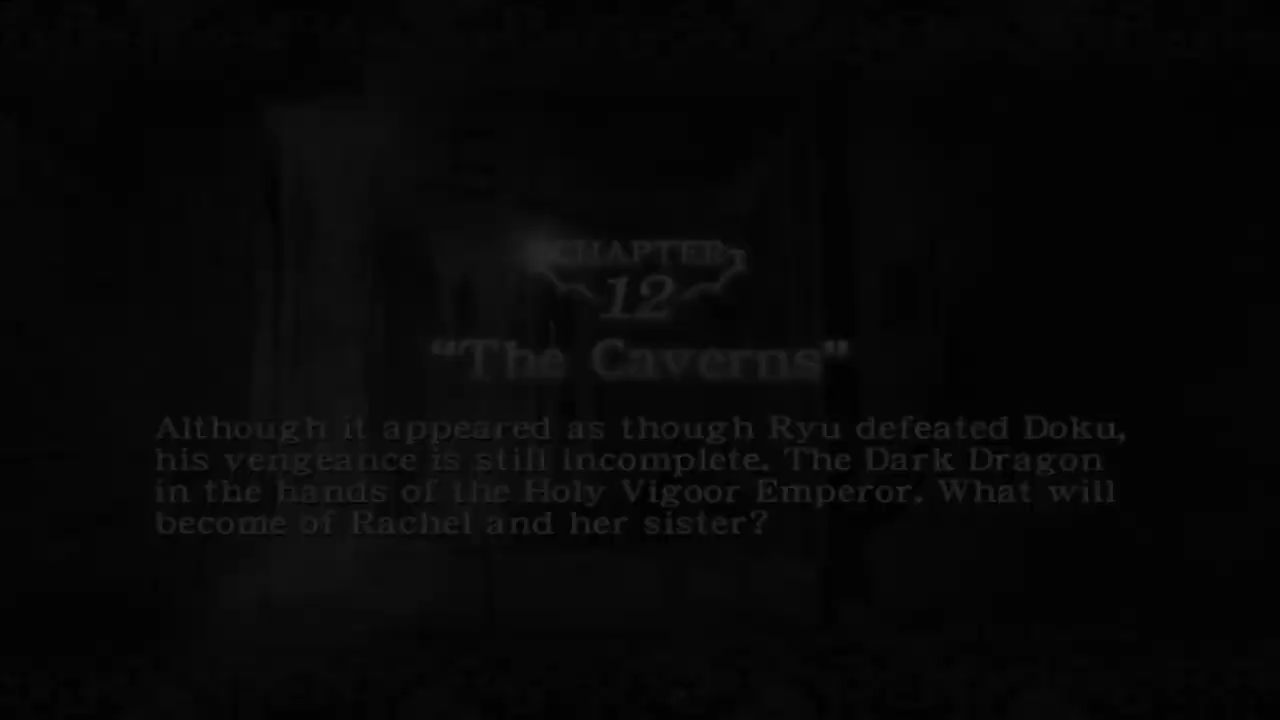 CHAPTER
12
"The Caverns"
Although it appeared as though Ryu defeated Doku,
his vengeance is still incomplete. The Dark Dragon
in the hands of the Holy Vigoor Emperor. What will
become of Rachel and her sister?